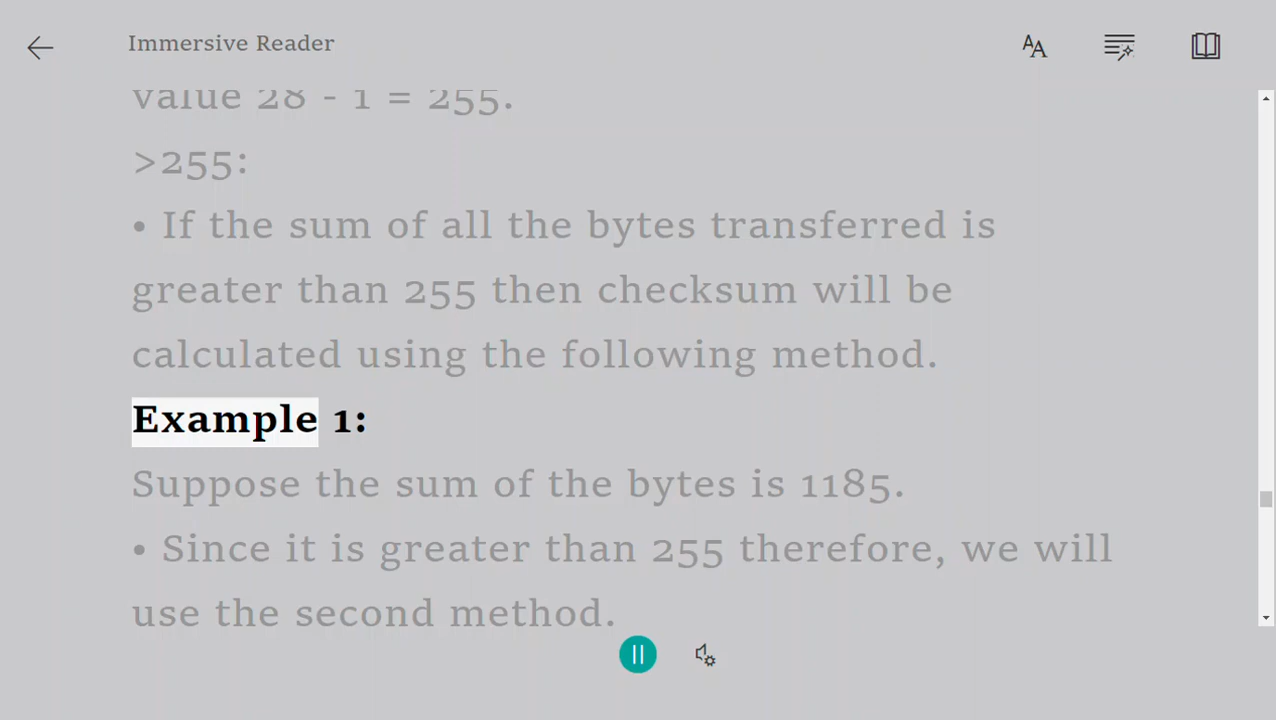 Immersive Reader
value 28 - 1 = 255.
>255:
• If the sum of all the bytes transferred is
greater than 255 then checksum will be
calculated using the following method.
Example 1:
Suppose the sum of the bytes is 1185.
• Since it is greater than 255 therefore, we will
use the second method.